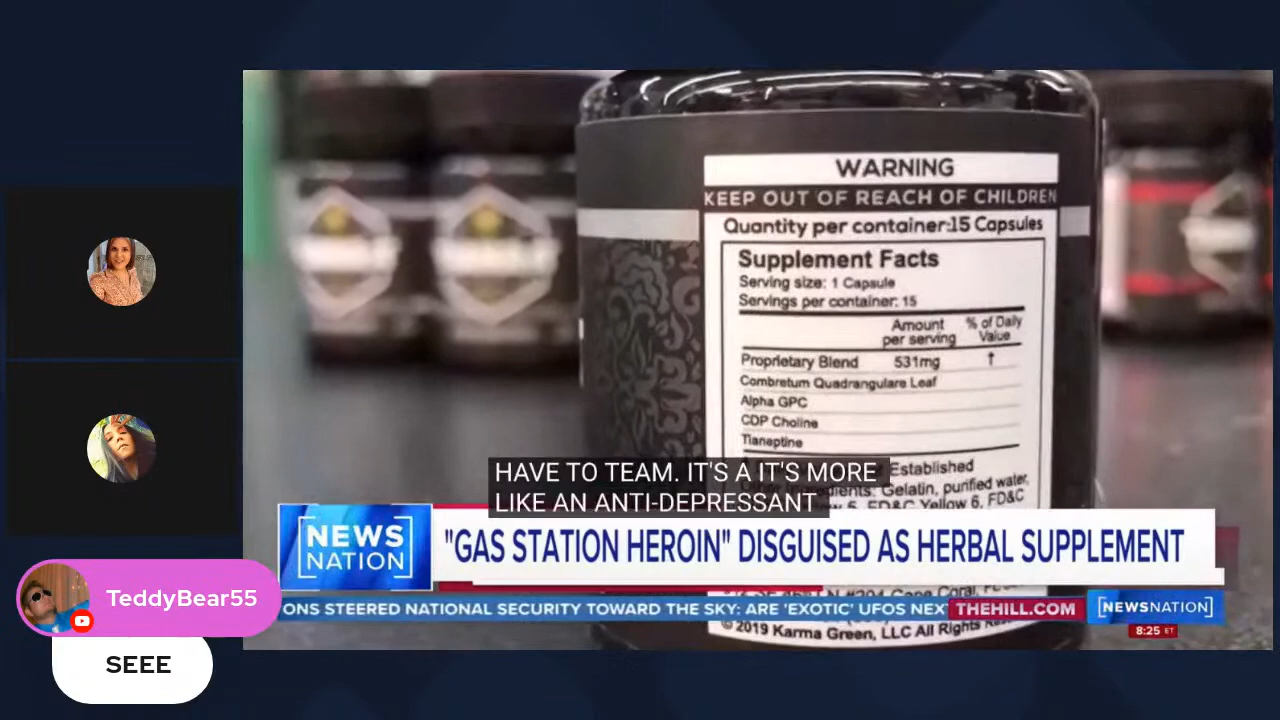 WARNING
KEEP OUT OF REACH OF CHILDREN
Quantity per container:15 Capsules
Supplement Facts
Serving size: 1 Capsule
Servings per container: 15
Amount per serving
% of Daily Value
Proprietary Blend 531mg †
Combretum Quadrangulare Leaf
Alpha GPC
CDP Choline
Tianeptine
Established
Gelatin, purified water,
Yellow 6, FD&C
HAVE TO TEAM. IT'S A IT'S MORE
LIKE AN ANTI-DEPRESSANT
NEWS
NATION
"GAS STATION HEROIN" DISGUISED AS HERBAL SUPPLEMENT
ONS STEERED NATIONAL SECURITY TOWARD THE SKY: ARE 'EXOTIC' UFOS NEX
THEHILL.COM
NEWSNATION
8:25 ET
© 2019 Karma Green, LLC All Rights
TeddyBear55
SEEE